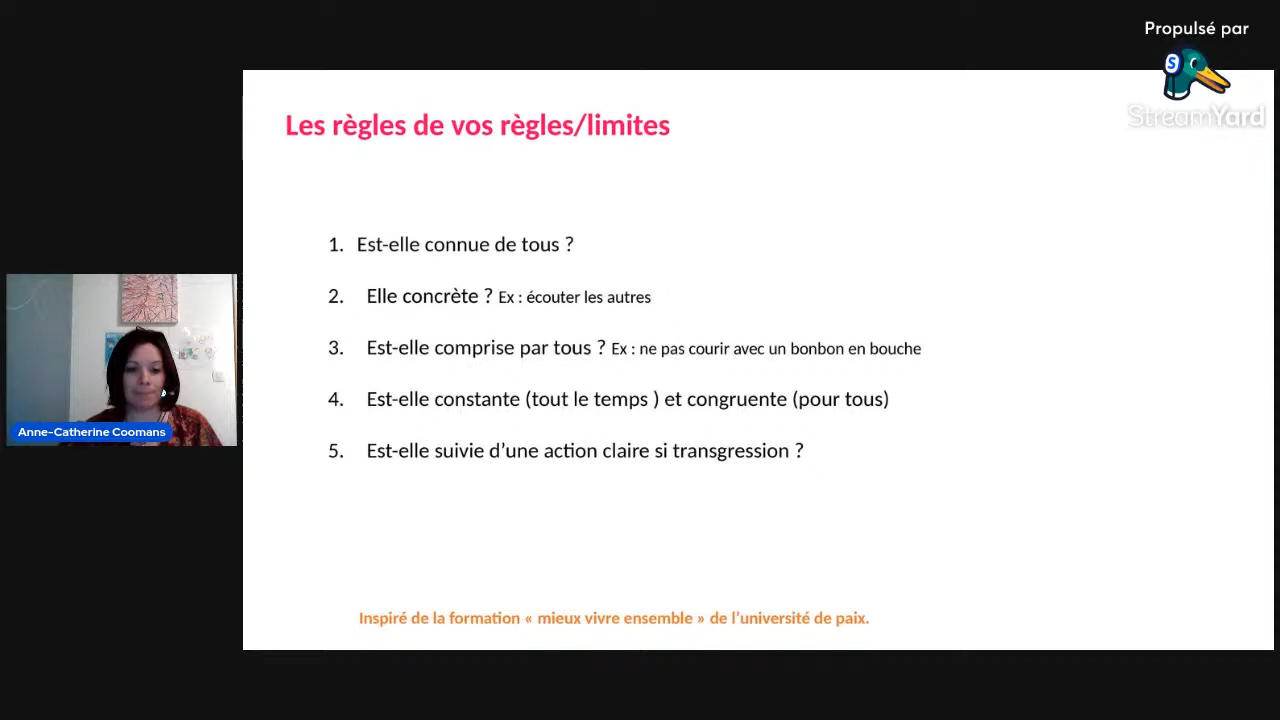 Propulsé par
StreamYard
Les règles de vos règles/limites
1. Est-elle connue de tous ?
2. Elle concrète ? Ex : écouter les autres
3. Est-elle comprise par tous ? Ex : ne pas courir avec un bonbon en bouche
4. Est-elle constante (tout le temps ) et congruente (pour tous)
5. Est-elle suivie d’une action claire si transgression ?
Anne-Catherine Coomans
Inspiré de la formation « mieux vivre ensemble » de l’université de paix.